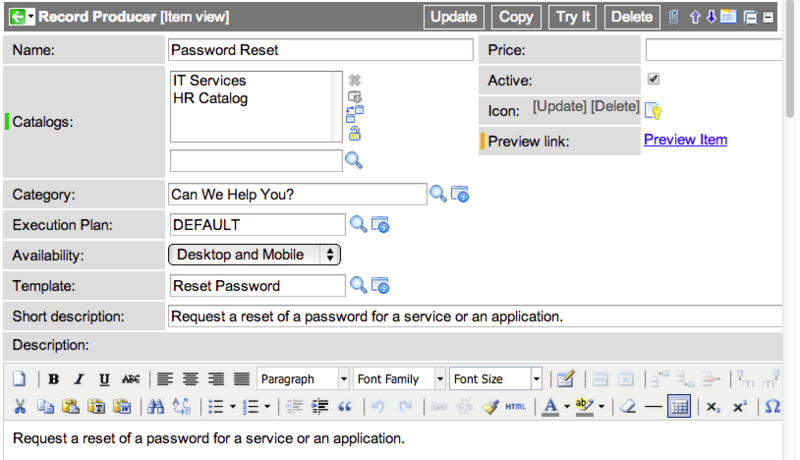 Record Producer [Item view] Update Copy Try It Delete
Name: Password Reset Price:
Catalogs: IT Services Active:
HR Catalog Icon: [Update] [Delete]
Preview link: Preview Item
Category: Can We Help You?
Execution Plan: DEFAULT
Availability: Desktop and Mobile
Template: Reset Password
Short description: Request a reset of a password for a service or an application.
Description:
B I U ABC Paragraph Font Family Font Size
HTML A ab x₂ x² Ω
Request a reset of a password for a service or an application.